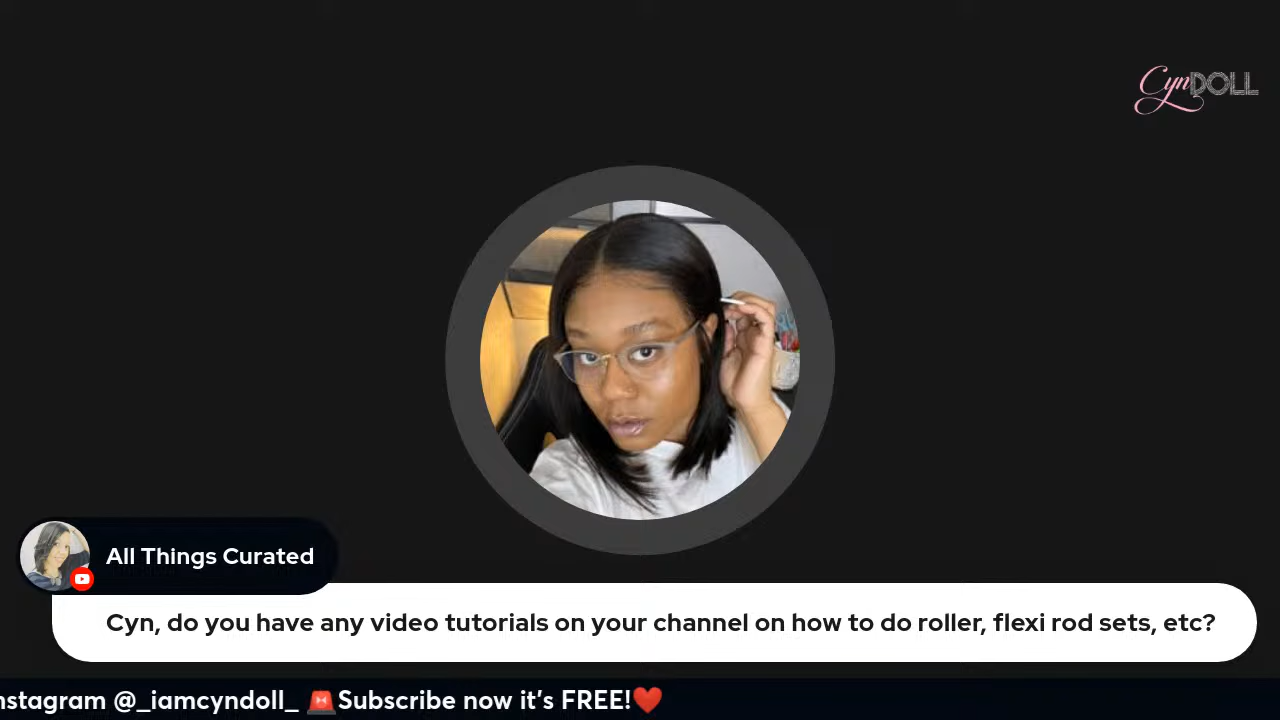 CynDOLL
All Things Curated
Cyn, do you have any video tutorials on your channel on how to do roller, flexi rod sets, etc?
nstagram @_iamcyndoll_ 🚨Subscribe now it's FREE!❤️